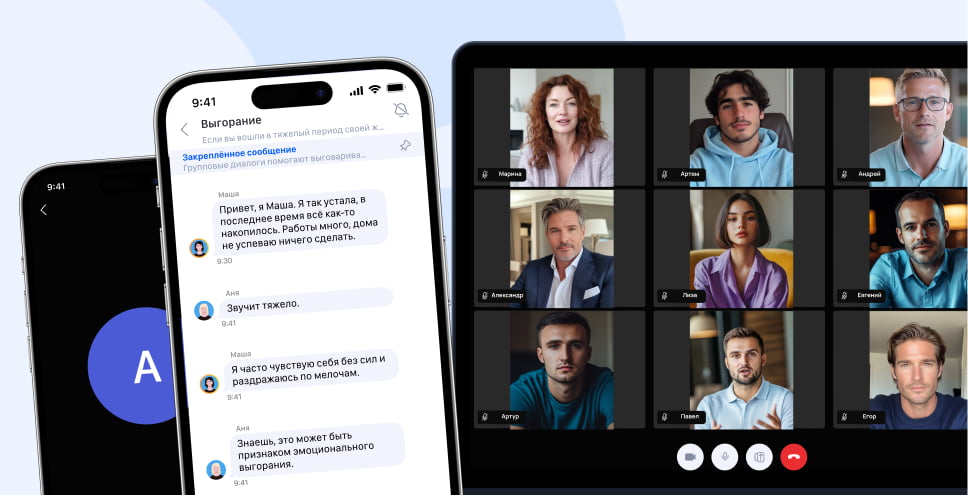 9:41
A
9:41
Выгорание
Если вы вошли в тяжелый период своей ж...
Закреплённое сообщение
Групповые диалоги помогают выговарива...
Маша
Привет, я Маша. Я так устала, в
последнее время всё как-то
накопилось. Работы много, дома
не успеваю ничего сделать.
9:30
Аня
Звучит тяжело.
9:41
Маша
Я часто чувствую себя без сил и
раздражаюсь по мелочам.
9:41
Аня
Знаешь, это может быть
признаком эмоционального
выгорания.
9:41
Марина
Артем
Андрей
Александр
Лиза
Евгений
Артур
Павел
Егор